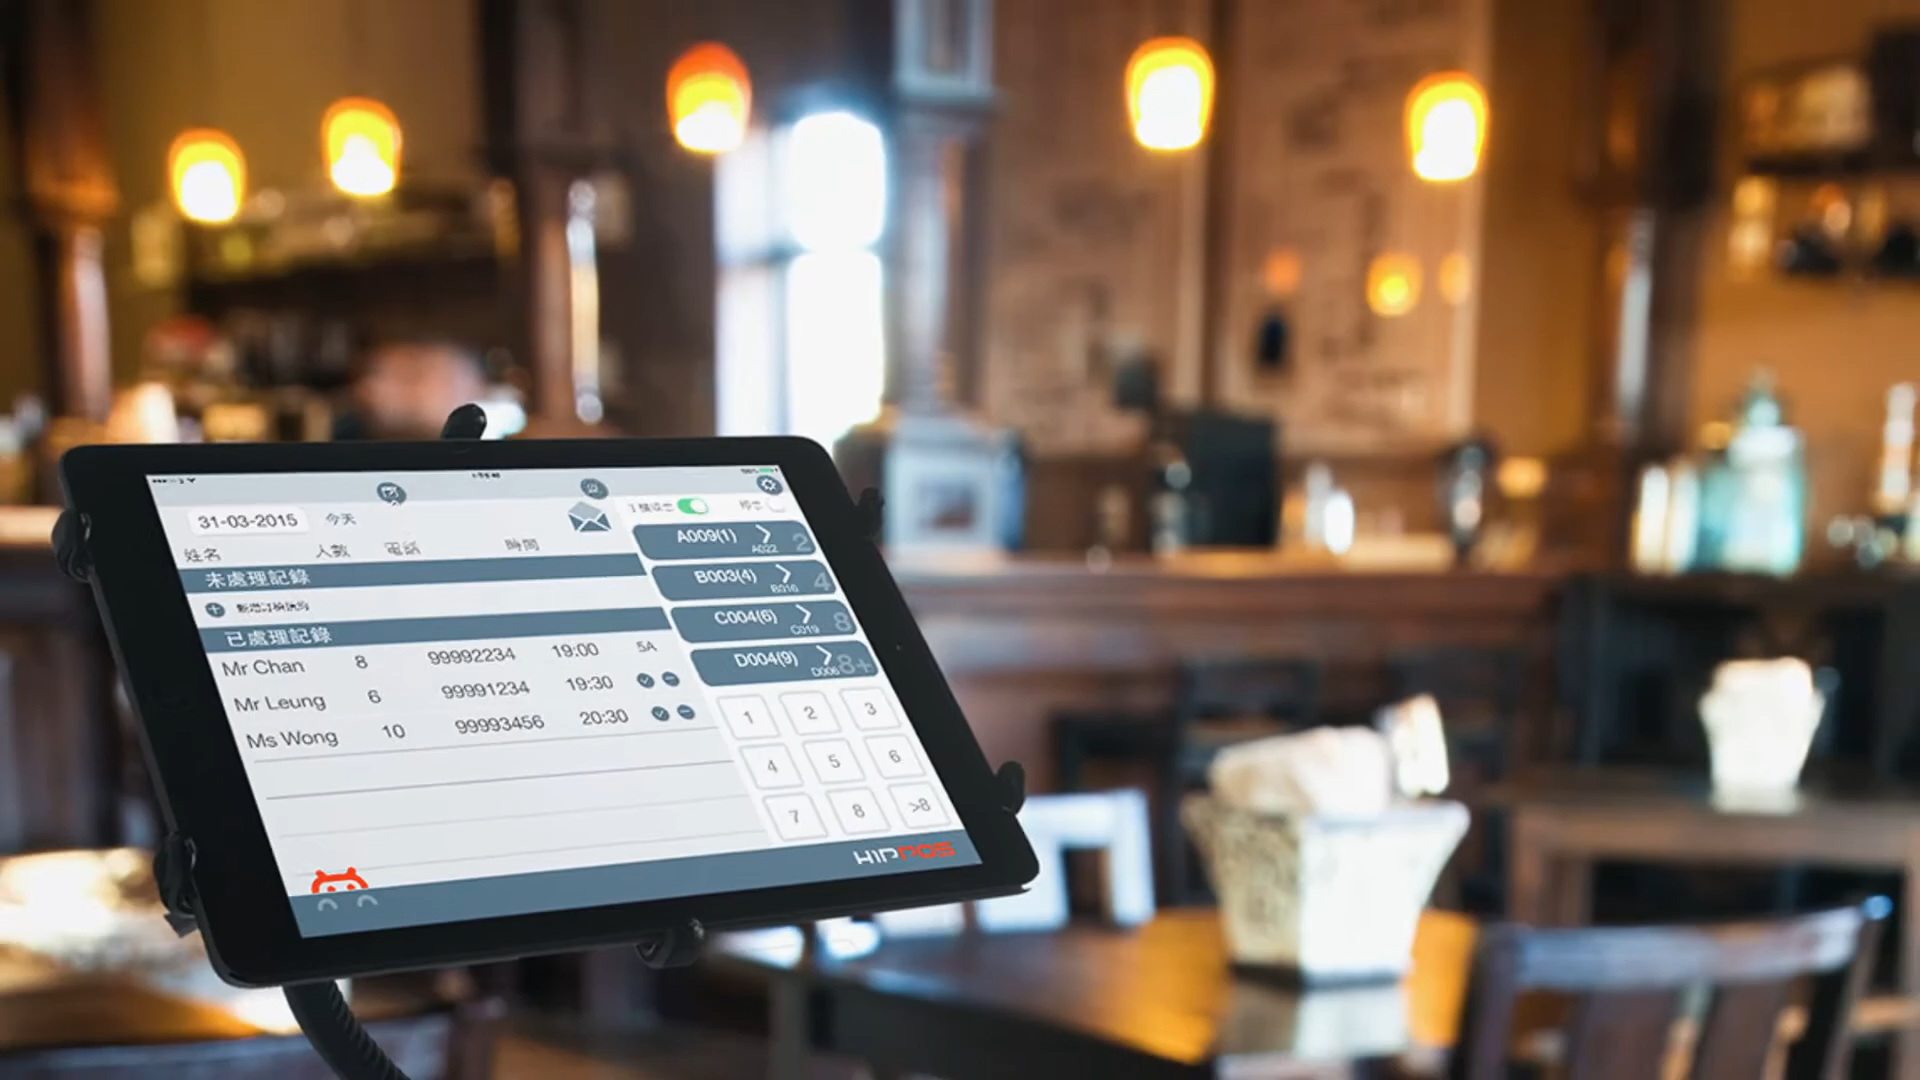 31-03-2015 今天
姓名 人數 電話 時間
未處理記錄
已處理記錄
Mr Chan 8 99992234 19:00 5A
Mr Leung 6 99991234 19:30
Ms Wong 10 99993456 20:30
A009(1) A022 2
B003(4) B010 4
C004(6) C019 8
D004(9) D006 8+
1 2 3
4 5 6
7 8 >8
HIPPOS